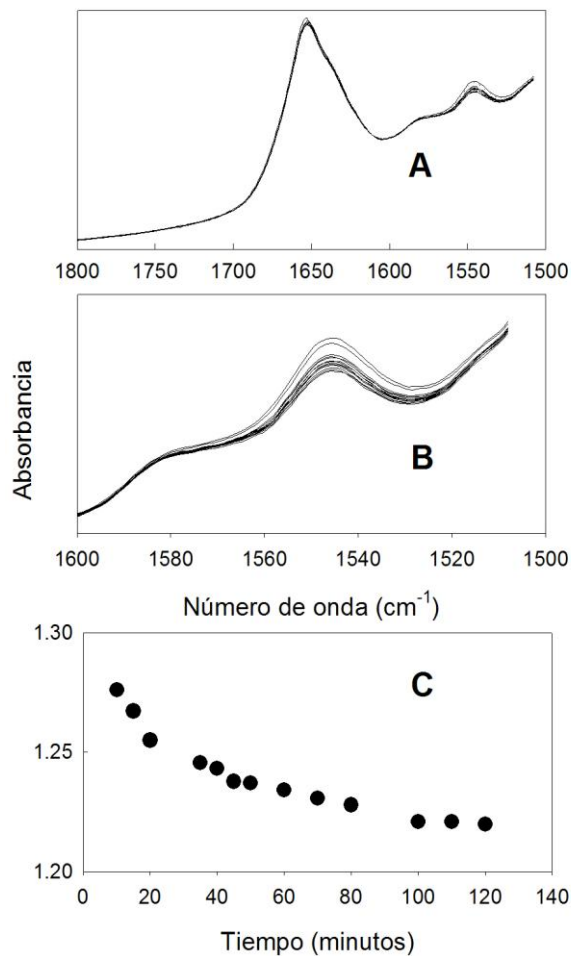 A
1800 1750 1700 1650 1600 1550 1500
Absorbancia
B
1600 1580 1560 1540 1520 1500
Número de onda (cm-1)
1.30
C
1.25
1.20
0 20 40 60 80 100 120 140
Tiempo (minutos)